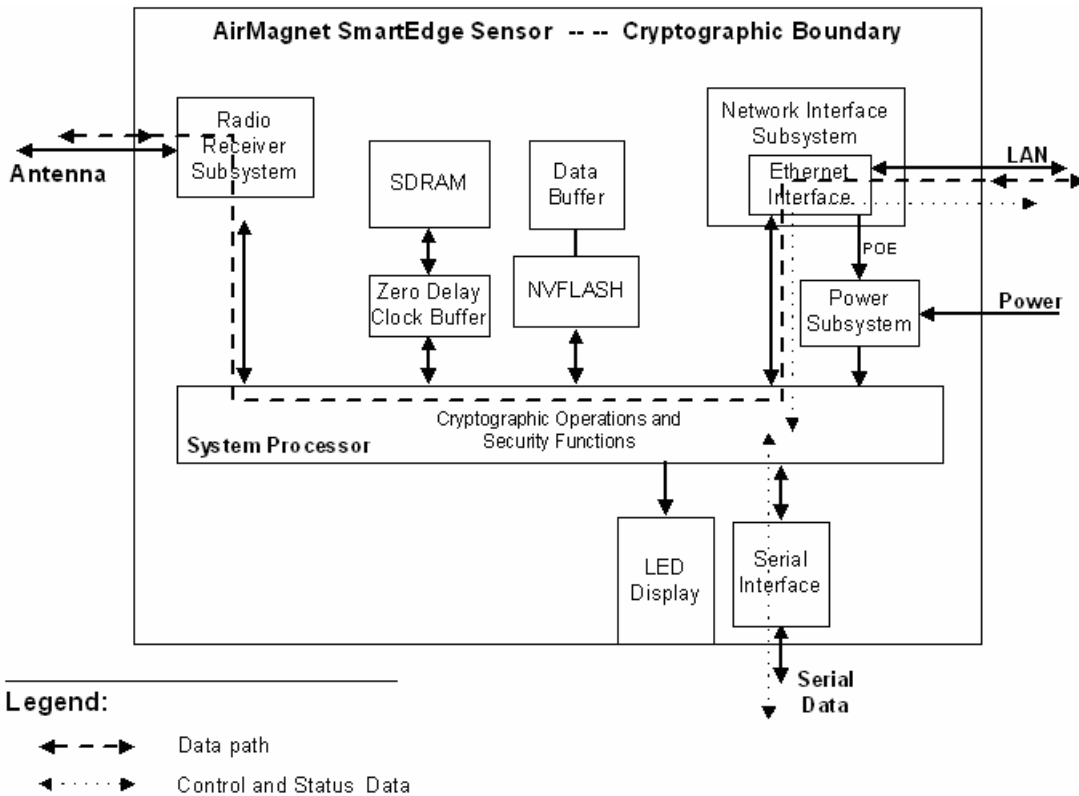 AirMagnet SmartEdge Sensor -- -- Cryptographic Boundary
Radio
Receiver
Subsystem
Antenna
SDRAM
Zero Delay
Clock Buffer
Data
Buffer
NVFLASH
Network Interface
Subsystem
Ethernet
Interface
LAN
POE
Power
Subsystem
Power
Cryptographic Operations and
Security Functions
System Processor
LED
Display
Serial
Interface
Serial
Data
Legend:
Data path
Control and Status Data